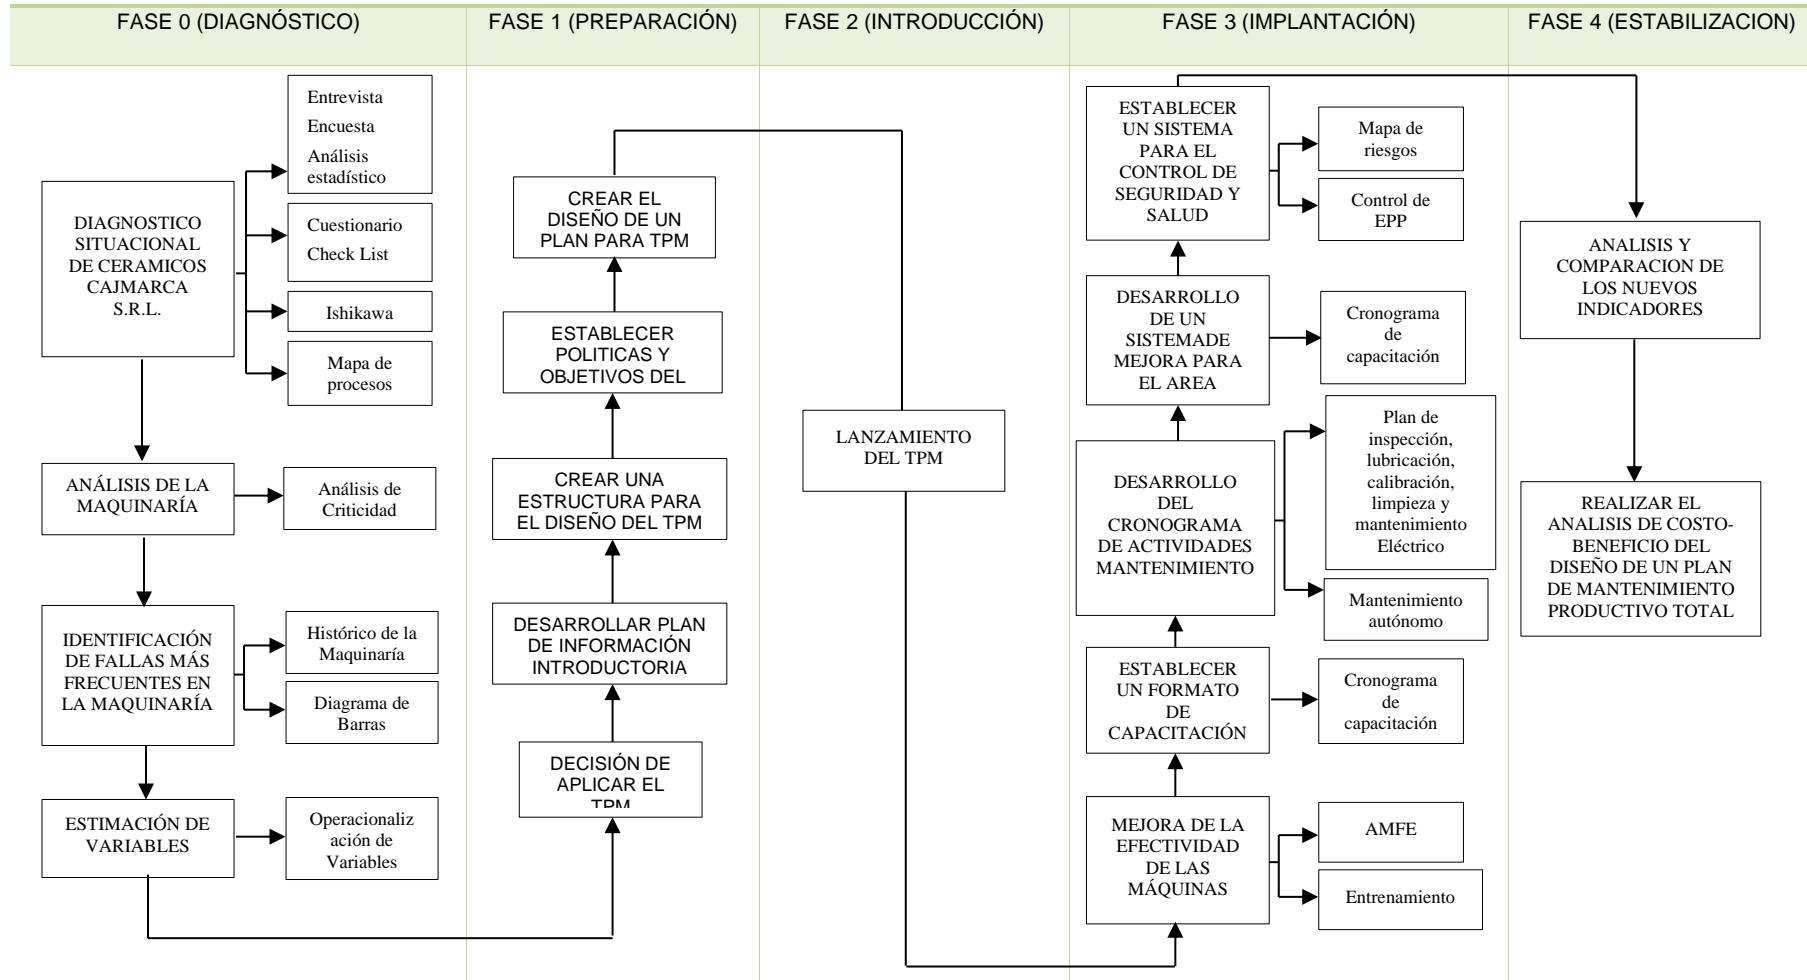 FASE 0 (DIAGNÓSTICO)
FASE 1 (PREPARACIÓN)
FASE 2 (INTRODUCCIÓN)
FASE 3 (IMPLANTACIÓN)
FASE 4 (ESTABILIZACION)
DIAGNOSTICO
SITUACIONAL
DE CERAMICOS
CAJMARCA
S.R.L.
Entrevista
Encuesta
Análisis
estadístico
Cuestionario
Check List
Ishikawa
Mapa de
procesos
ANÁLISIS DE LA
MAQUINARÍA
Análisis de
Criticidad
IDENTIFICACIÓN
DE FALLAS MÁS
FRECUENTES EN
LA MAQUINARÍA
Histórico de la
Maquinaría
Diagrama de
Barras
ESTIMACIÓN DE
VARIABLES
Operacionaliz
ación de
Variables
CREAR EL
DISEÑO DE UN
PLAN PARA TPM
ESTABLECER
POLITICAS Y
OBJETIVOS DEL
CREAR UNA
ESTRUCTURA PARA
EL DISEÑO DEL TPM
DESARROLLAR PLAN
DE INFORMACIÓN
INTRODUCTORIA
DECISIÓN DE
APLICAR EL
TPM
LANZAMIENTO
DEL TPM
ESTABLECER
UN SISTEMA
PARA EL
CONTROL DE
SEGURIDAD Y
SALUD
Mapa de
riesgos
Control de
EPP
DESARROLLO
DE UN
SISTEMADE
MEJORA PARA
EL AREA
Cronograma
de
capacitación
DESARROLLO
DEL
CRONOGRAMA
DE ACTIVIDADES
MANTENIMIENTO
Plan de
inspección,
lubricación,
calibración,
limpieza y
mantenimiento
Eléctrico
Mantenimiento
autónomo
ESTABLECER
UN FORMATO
DE
CAPACITACIÓN
Cronograma
de
capacitación
MEJORA DE LA
EFECTIVIDAD
DE LAS
MÁQUINAS
AMFE
Entrenamiento
ANALISIS Y
COMPARACION DE
LOS NUEVOS
INDICADORES
REALIZAR EL
ANALISIS DE COSTO-
BENEFICIO DEL
DISEÑO DE UN PLAN
DE MANTENIMIENTO
PRODUCTIVO TOTAL